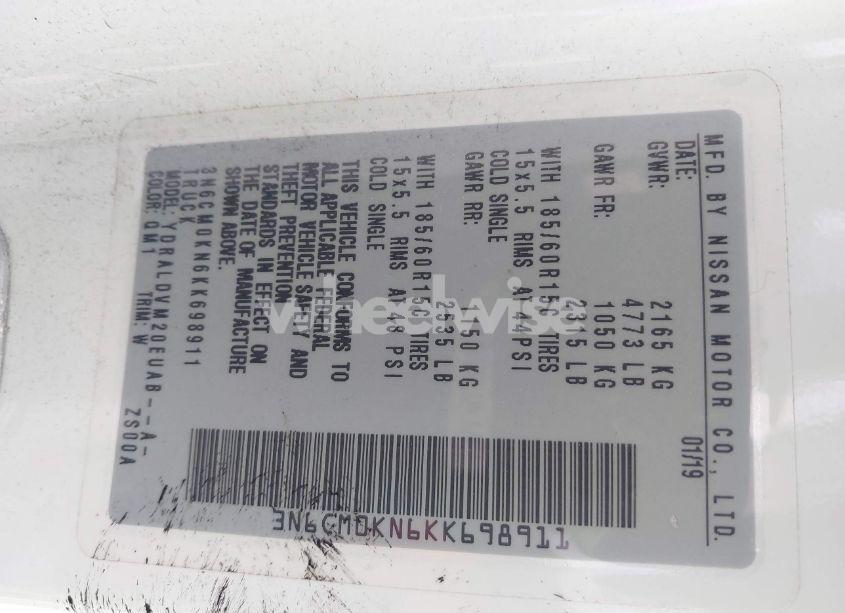 MFD. BY NISSAN MOTOR CO., LTD.
DATE: 01/19
GVWR: 2165 KG
4773 LB
GAWR FR: 1050 KG
2315 LB
WITH 185/60R15C TIRES
15x5.5 RIMS AT 44 PSI
COLD SINGLE
GAWR RR: 1150 KG
2535 LB
WITH 185/60R15C TIRES
15x5.5 RIMS AT 48 PSI
COLD SINGLE
THIS VEHICLE CONFORMS TO
ALL APPLICABLE FEDERAL
MOTOR VEHICLE SAFETY AND
THEFT PREVENTION
STANDARDS IN EFFECT ON
THE DATE OF MANUFACTURE
SHOWN ABOVE.
3N6CM0KN6KK698911
TRUCK
MODEL: YDRALDVM20EUAB--A-
COLOR: QM1 TRIM: W ZS00A
3N6CM0KN6KK698911
wheelwise